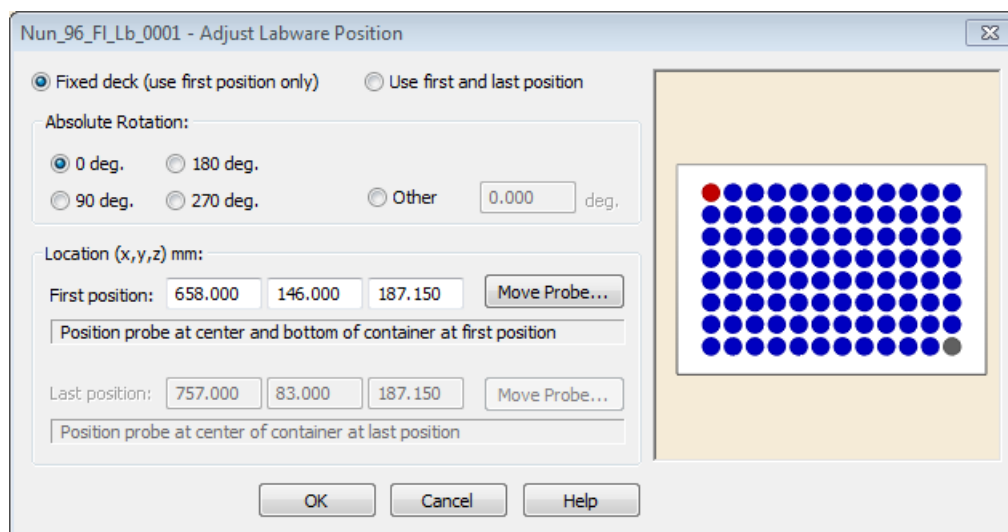 Nun_96_Fl_Lb_0001 - Adjust Labware Position
Fixed deck (use first position only) Use first and last position
Absolute Rotation:
0 deg. 180 deg.
90 deg. 270 deg. Other 0.000 deg.
Location (x,y,z) mm:
First position: 658.000 146.000 187.150 Move Probe...
Position probe at center and bottom of container at first position
Last position: 757.000 83.000 187.150 Move Probe...
Position probe at center of container at last position
OK Cancel Help